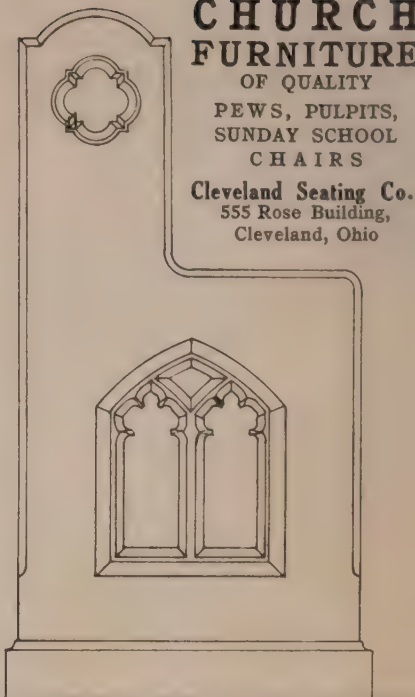 CHURCH
FURNITURE
OF QUALITY
PEWS, PULPITS,
SUNDAY SCHOOL
CHAIRS
Cleveland Seating Co.
555 Rose Building,
Cleveland, Ohio